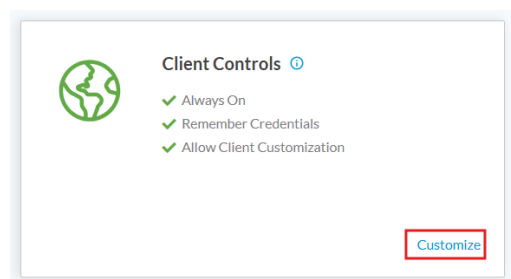 Client Controls
Always On
Remember Credentials
Allow Client Customization
Customize